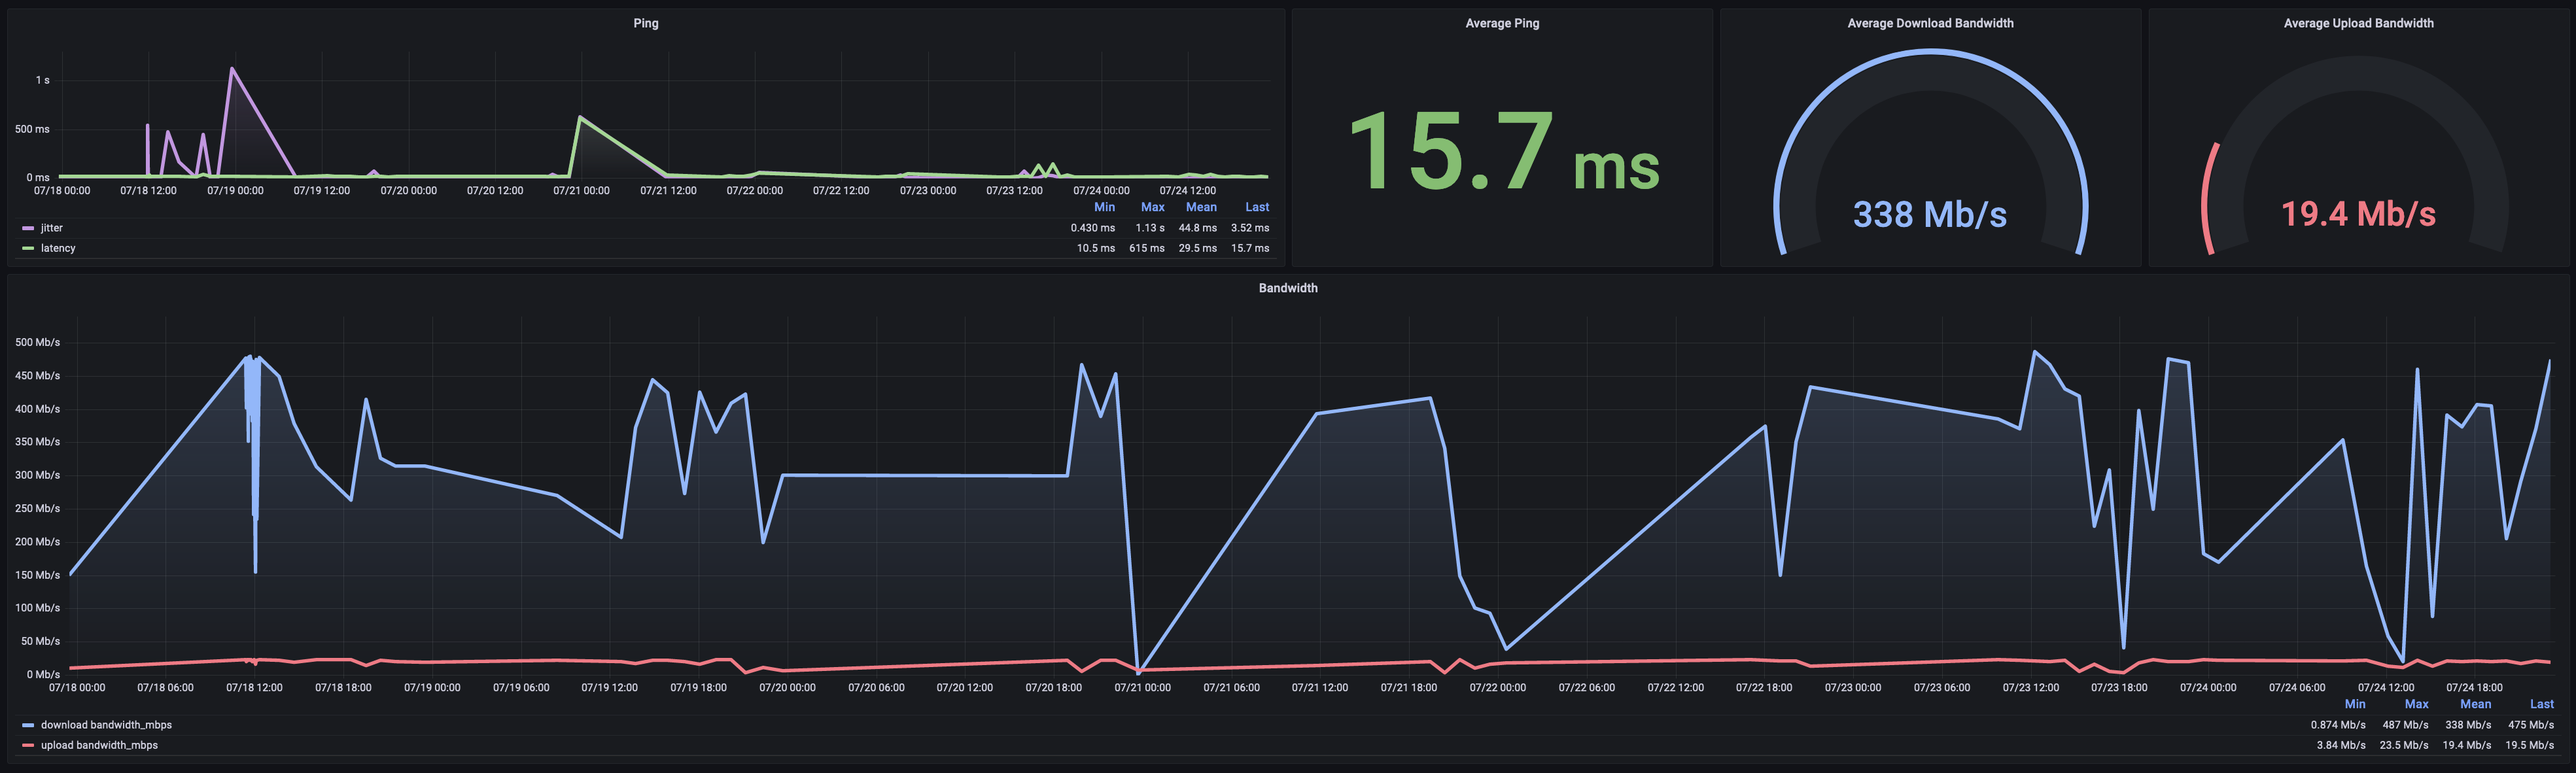 Ping
1 s
500 ms
0 ms
07/18 00:00 07/18 12:00 07/19 00:00 07/19 12:00 07/20 00:00 07/20 12:00 07/21 00:00 07/21 12:00 07/22 00:00 07/22 12:00 07/23 00:00 07/23 12:00 07/24 00:00 07/24 12:00
Min Max Mean Last
jitter 0.430 ms 1.13 s 44.8 ms 3.52 ms
latency 10.5 ms 615 ms 29.5 ms 15.7 ms
Average Ping
15.7 ms
Average Download Bandwidth
338 Mb/s
Average Upload Bandwidth
19.4 Mb/s
Bandwidth
500 Mb/s
450 Mb/s
400 Mb/s
350 Mb/s
300 Mb/s
250 Mb/s
200 Mb/s
150 Mb/s
100 Mb/s
50 Mb/s
0 Mb/s
07/18 00:00 07/18 06:00 07/18 12:00 07/18 18:00 07/19 00:00 07/19 06:00 07/19 12:00 07/19 18:00 07/20 00:00 07/20 06:00 07/20 12:00 07/20 18:00 07/21 00:00 07/21 06:00 07/21 12:00 07/21 18:00 07/22 00:00 07/22 06:00 07/22 12:00 07/22 18:00 07/23 00:00 07/23 06:00 07/23 12:00 07/23 18:00 07/24 00:00 07/24 06:00 07/24 12:00 07/24 18:00
Min Max Mean Last
download bandwidth_mbps 0.874 Mb/s 487 Mb/s 338 Mb/s 475 Mb/s
upload bandwidth_mbps 3.84 Mb/s 23.5 Mb/s 19.4 Mb/s 19.5 Mb/s